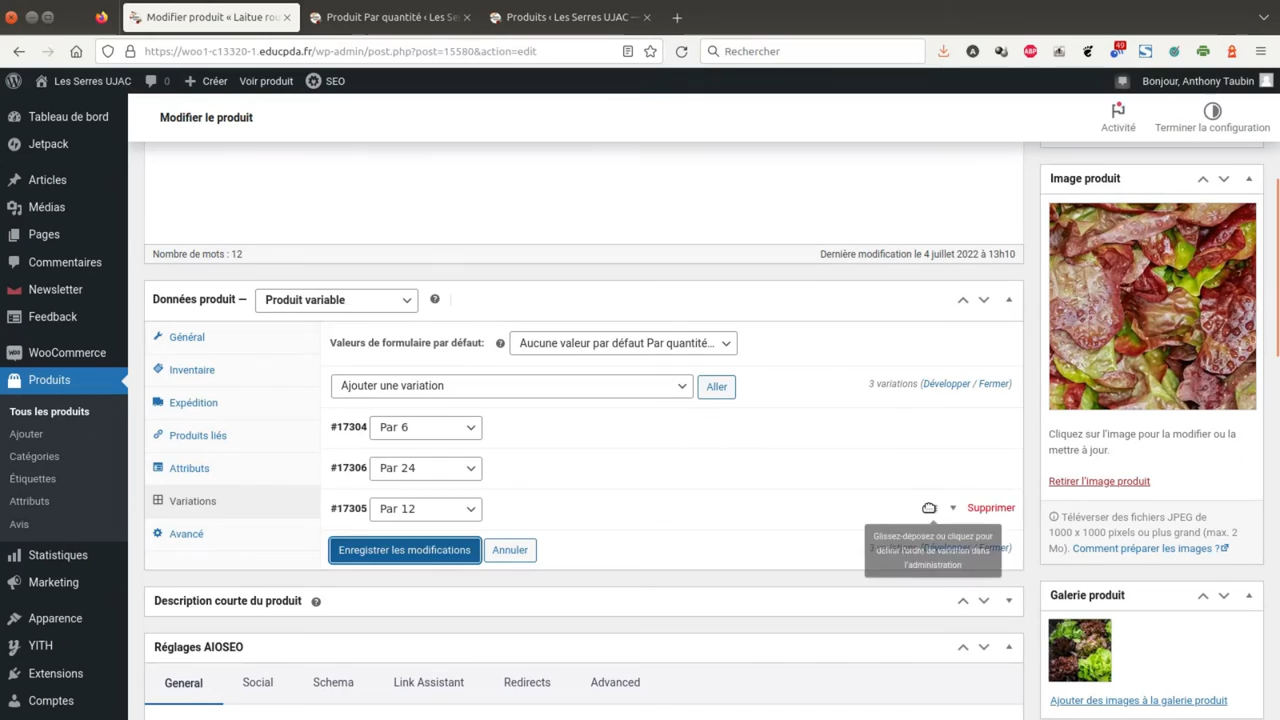 Modifier produit « Laitue rou
Produit Par quantité ‹ Les Se
Produits ‹ Les Serres UJAC —
https://woo1-c13320-1.educpda.fr/wp-admin/post.php?post=15580&action=edit
Rechercher
49
ABP
Les Serres UJAC
0
Créer
Voir produit
SEO
Bonjour, Anthony Taubin
Tableau de bord
Jetpack
Articles
Médias
Pages
Commentaires
Newsletter
Feedback
WooCommerce
Produits
Tous les produits
Ajouter
Catégories
Étiquettes
Attributs
Avis
Statistiques
Marketing
Apparence
YITH
Extensions
Comptes
Modifier le produit
Activité
Terminer la configuration
Nombre de mots : 12
Dernière modification le 4 juillet 2022 à 13h10
Données produit —
Produit variable
Général
Inventaire
Expédition
Produits liés
Attributs
Variations
Avancé
Valeurs de formulaire par défaut:
Aucune valeur par défaut Par quantité…
Ajouter une variation
Aller
3 variations (Développer / Fermer)
#17304
Par 6
#17306
Par 24
#17305
Par 12
Supprimer
Glissez-déposez ou cliquez pour
définir l'ordre de variation dans
l'administration
Enregistrer les modifications
Annuler
3 variations (Développer / Fermer)
Description courte du produit
Réglages AIOSEO
General
Social
Schema
Link Assistant
Redirects
Advanced
Image produit
Cliquez sur l'image pour la modifier ou la
mettre à jour.
Retirer l'image produit
Téléverser des fichiers JPEG de
1000 x 1000 pixels ou plus grand (max. 2
Mo). Comment préparer les images ?
Galerie produit
Ajouter des images à la galerie produit